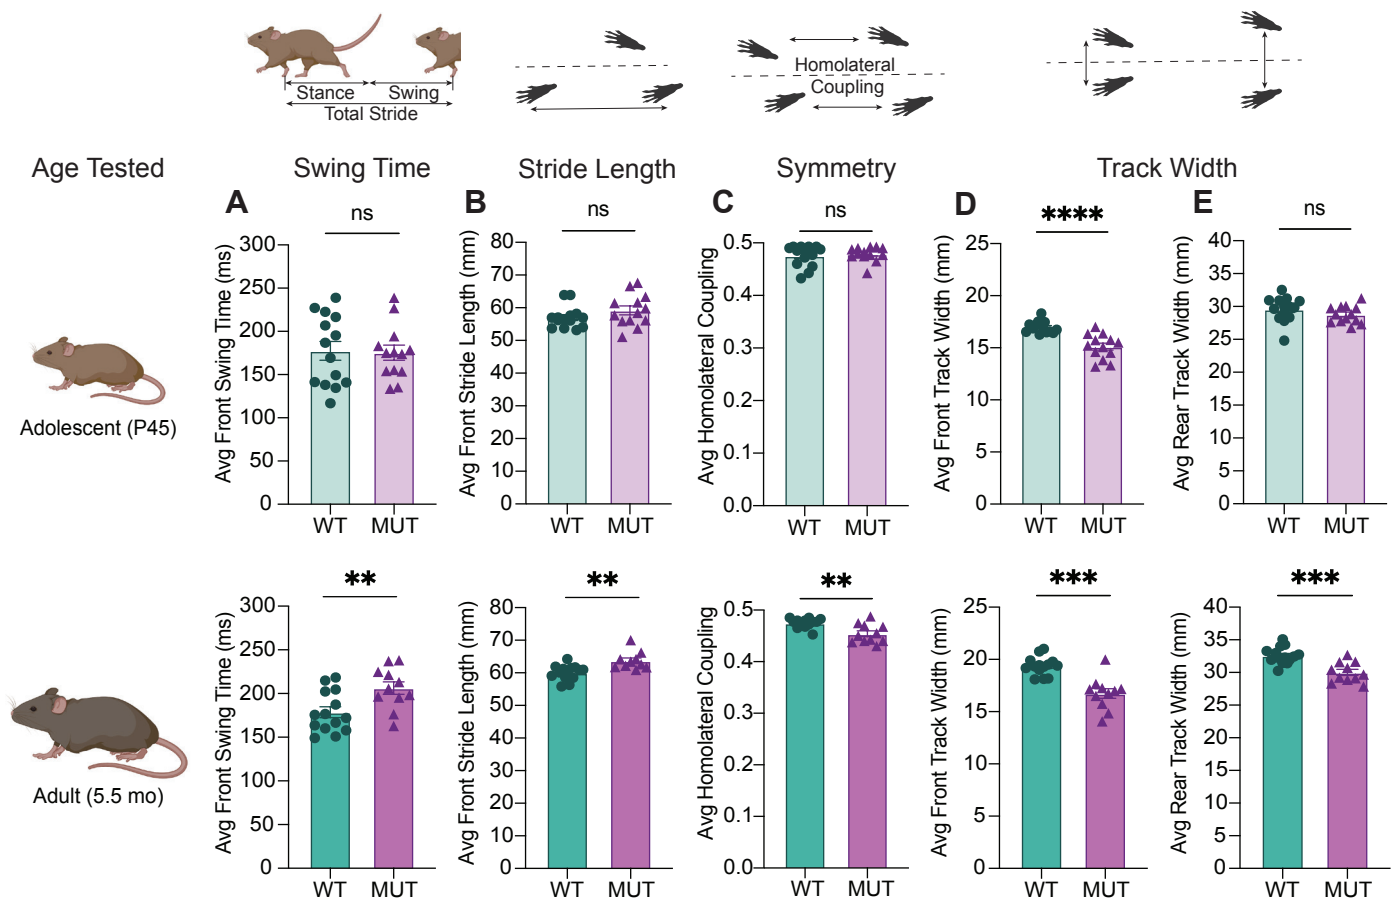 Stance
Swing
Total Stride
Homolateral
Coupling
Age Tested
Swing Time
Stride Length
Symmetry
Track Width
A
B
C
D
E
Adolescent (P45)
ns
Avg Front Swing Time (ms)
300
250
200
150
100
50
0
WT
MUT
ns
Avg Front Stride Length (mm)
80
70
60
50
40
30
20
10
0
WT
MUT
ns
Avg Homolateral Coupling
0.5
0.4
0.3
0.2
0.1
0.0
WT
MUT
****
Avg Front Track Width (mm)
25
20
15
10
5
0
WT
MUT
ns
Avg Rear Track Width (mm)
40
35
30
25
20
15
10
5
0
WT
MUT
Adult (5.5 mo)
**
Avg Front Swing Time (ms)
300
250
200
150
100
50
0
WT
MUT
**
Avg Front Stride Length (mm)
80
70
60
50
40
30
20
10
0
WT
MUT
**
Avg Homolateral Coupling
0.5
0.4
0.3
0.2
0.1
0.0
WT
MUT
***
Avg Front Track Width (mm)
25
20
15
10
5
0
WT
MUT
***
Avg Rear Track Width (mm)
40
35
30
25
20
15
10
5
0
WT
MUT